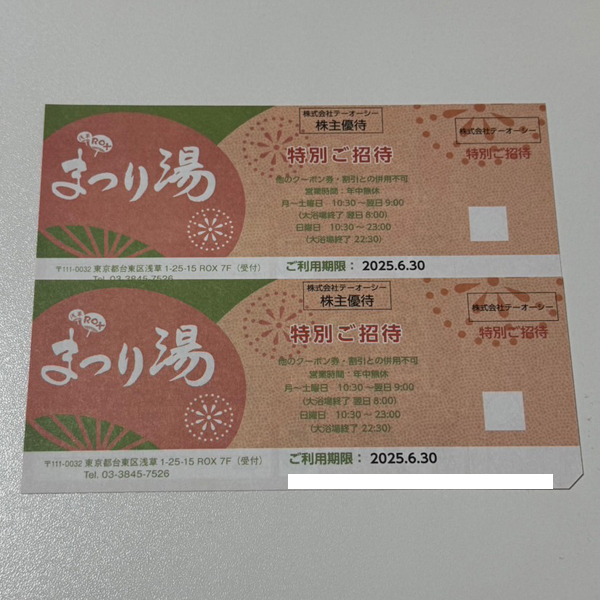 浅草ROX
まつり湯
株式会社テーオーシー
株主優待
特別ご招待
他のクーポン券・割引との併用不可
営業時間：年中無休
月～土曜日　10:30 ～翌日 9:00
（大浴場終了 翌日 8:00）
日曜日　10:30 ～ 23:00
（大浴場終了 22:30）
株式会社テーオーシー
特別ご招待
〒111-0032 東京都台東区浅草 1-25-15 ROX 7F（受付）
Tel. 03-3845-7526
ご利用期限： 2025.6.30
浅草ROX
まつり湯
株式会社テーオーシー
株主優待
特別ご招待
他のクーポン券・割引との併用不可
営業時間：年中無休
月～土曜日　10:30 ～翌日 9:00
（大浴場終了 翌日 8:00）
日曜日　10:30 ～ 23:00
（大浴場終了 22:30）
株式会社テーオーシー
特別ご招待
〒111-0032 東京都台東区浅草 1-25-15 ROX 7F（受付）
Tel. 03-3845-7526
ご利用期限： 2025.6.30